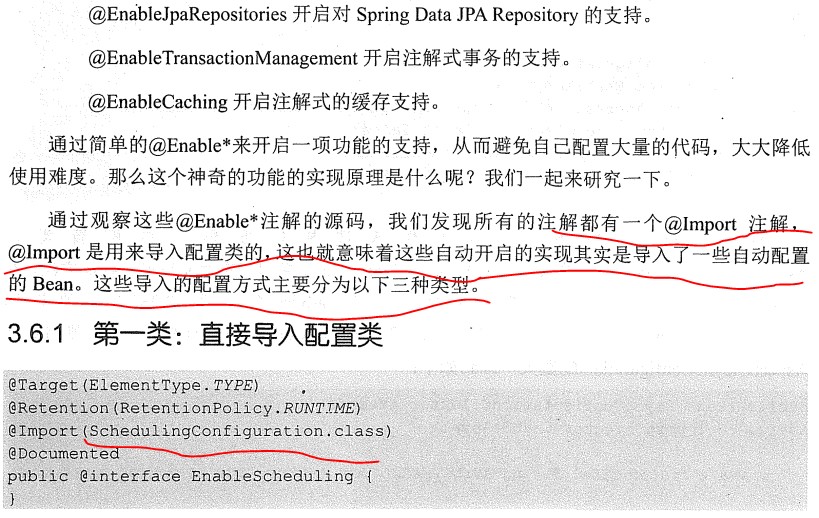 @EnableJpaRepositories 开启对 Spring Data JPA Repository 的支持。
@EnableTransactionManagement 开启注解式事务的支持。
@EnableCaching 开启注解式的缓存支持。
通过简单的@Enable*来开启一项功能的支持，从而避免自己配置大量的代码，大大降低
使用难度。那么这个神奇的功能的实现原理是什么呢？我们一起来研究一下。
通过观察这些@Enable*注解的源码，我们发现所有的注解都有一个@Import 注解，
@Import 是用来导入配置类的，这也就意味着这些自动开启的实现其实是导入了一些自动配置
的 Bean。这些导入的配置方式主要分为以下三种类型。
3.6.1 第一类：直接导入配置类
@Target(ElementType.TYPE)
@Retention(RetentionPolicy.RUNTIME)
@Import(SchedulingConfiguration.class)
@Documented
public @interface EnableScheduling {
}